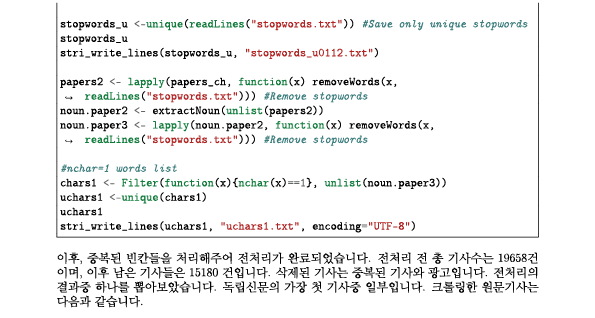 stopwords_u <-unique(readLines("stopwords.txt")) #Save only unique stopwords
stopwords_u
stri_write_lines(stopwords_u, "stopwords_u0112.txt")
papers2 <- lapply(papers_ch, function(x) removeWords(x,
↪ readLines("stopwords.txt"))) #Remove stopwords
noun.paper2 <- extractNoun(unlist(papers2))
noun.paper3 <- lapply(noun.paper2, function(x) removeWords(x,
↪ readLines("stopwords.txt"))) #Remove stopwords
#nchar=1 words list
chars1 <- Filter(function(x){nchar(x)==1}, unlist(noun.paper3))
uchars1 <-unique(chars1)
uchars1
stri_write_lines(uchars1, "uchars1.txt", encoding="UTF-8")
이후, 중복된 빈칸들을 처리해주어 전처리가 완료되었습니다. 전처리 전 총 기사수는 19658건
이며, 이후 남은 기사들은 15180 건입니다. 삭제된 기사는 중복된 기사와 광고입니다. 전처리의
결과중 하나를 뽑아보았습니다. 독립신문의 가장 첫 기사중 일부입니다. 크롤링한 원문기사는
다음과 같습니다.